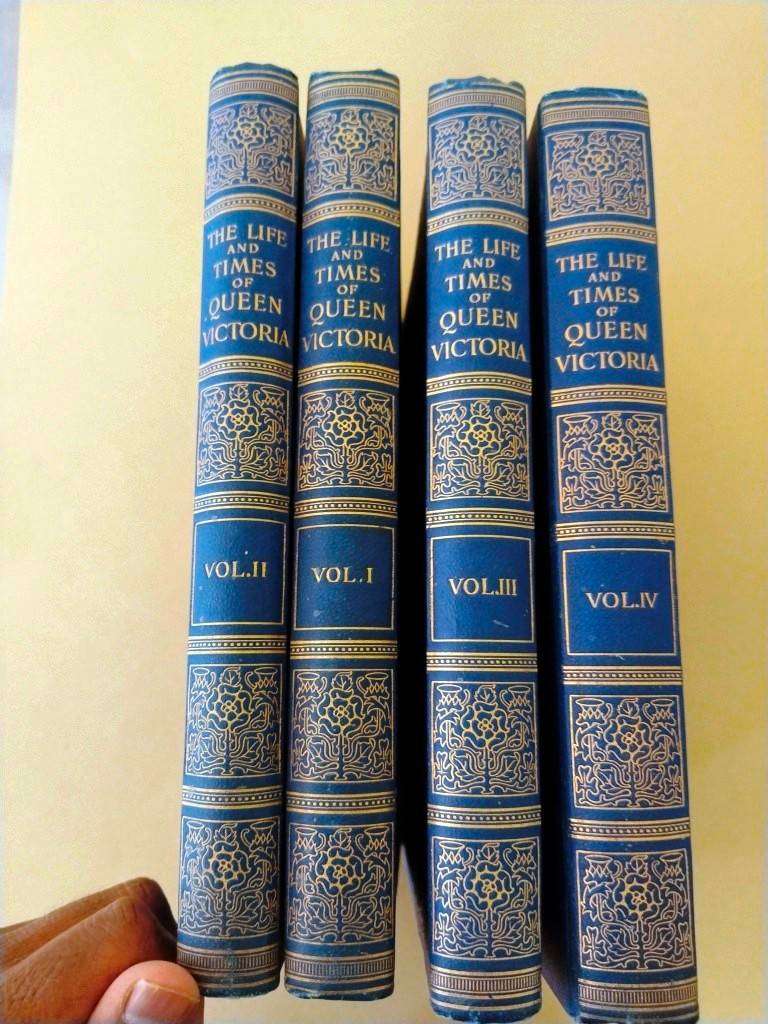 THE LIFE
AND
TIMES
OF
QUEEN
VICTORIA
VOL.II
THE LIFE
AND
TIMES
OF
QUEEN
VICTORIA
VOL.I
THE LIFE
AND
TIMES
OF
QUEEN
VICTORIA
VOL.III
THE LIFE
AND
TIMES
OF
QUEEN
VICTORIA
VOL.IV